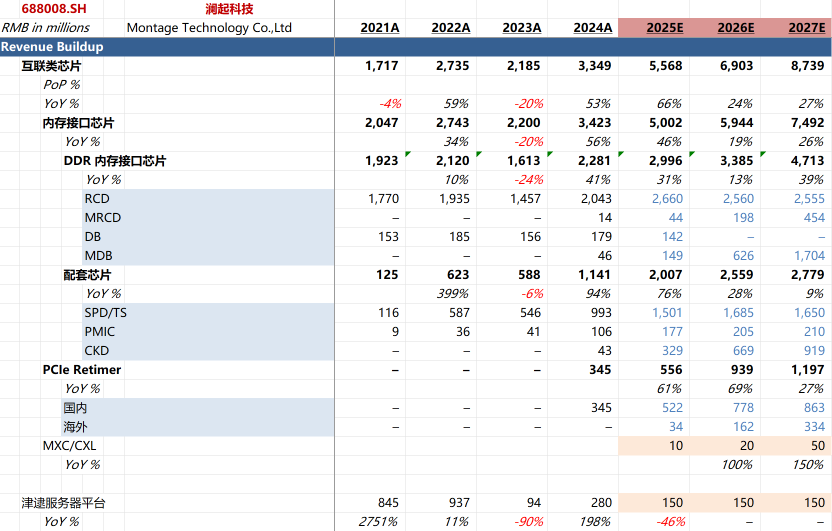 688008.SH 澜起科技
RMB in millions Montage Technology Co.,Ltd 2021A 2022A 2023A 2024A 2025E 2026E 2027E
Revenue Buildup
互联类芯片 1,717 2,735 2,185 3,349 5,568 6,903 8,739
PoP %
YoY % -4% 59% -20% 53% 66% 24% 27%
内存接口芯片 2,047 2,743 2,200 3,423 5,002 5,944 7,492
YoY % 34% -20% 56% 46% 19% 26%
DDR 内存接口芯片 1,923 2,120 1,613 2,281 2,996 3,385 4,713
YoY % 10% -24% 41% 31% 13% 39%
RCD 1,770 1,935 1,457 2,043 2,660 2,560 2,555
MRCD – – – 14 44 198 454
DB 153 185 156 179 142 – –
MDB – – – 46 149 626 1,704
配套芯片 125 623 588 1,141 2,007 2,559 2,779
YoY % 399% -6% 94% 76% 28% 9%
SPD/TS 116 587 546 993 1,501 1,685 1,650
PMIC 9 36 41 106 177 205 210
CKD – – – 43 329 669 919
PCIe Retimer – – – 345 556 939 1,197
YoY % 61% 69% 27%
国内 – – – 345 522 778 863
海外 – – – – 34 162 334
MXC/CXL 10 20 50
YoY % 100% 150%
津逮服务器平台 845 937 94 280 150 150 150
YoY % 2751% 11% -90% 198% -46% – –